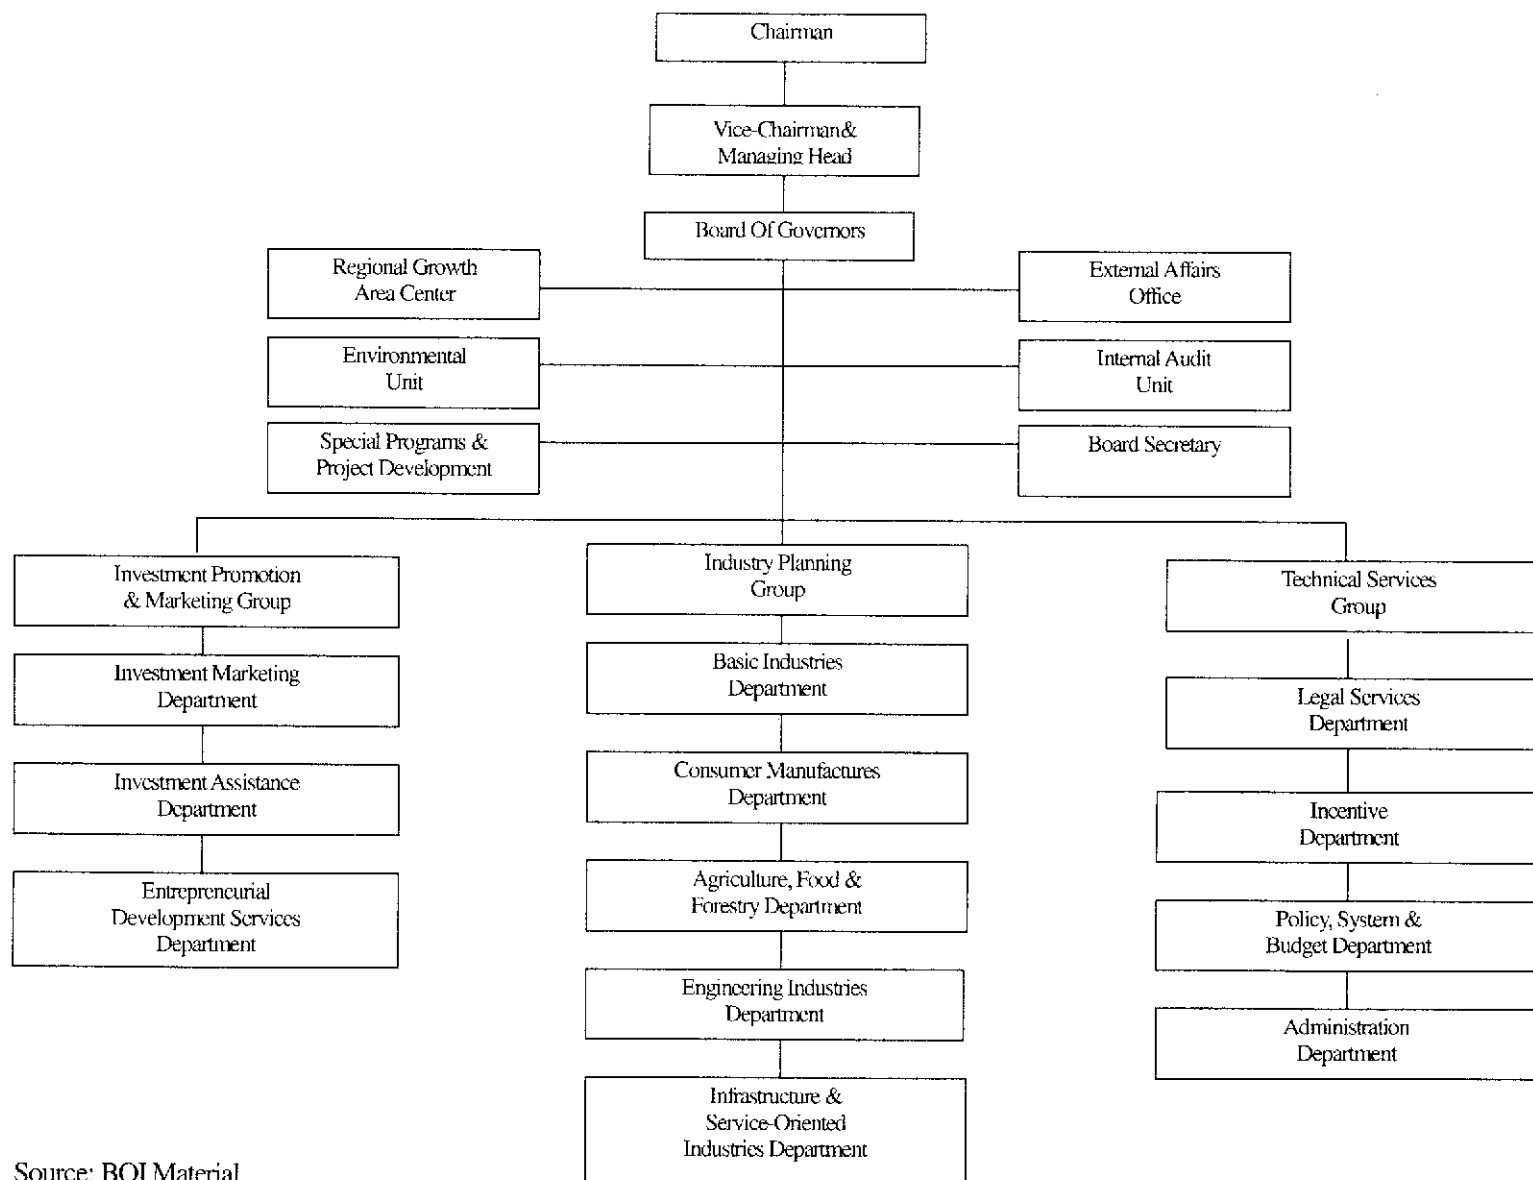 Chairman
Vice-Chairman&
Managing Head
Board Of Governors
Regional Growth
Area Center
External Affairs
Office
Environmental
Unit
Internal Audit
Unit
Special Programs &
Project Development
Board Secretary
Investment Promotion
& Marketing Group
Investment Marketing
Department
Investment Assistance
Department
Entrepreneurial
Development Services
Department
Industry Planning
Group
Basic Industries
Department
Consumer Manufactures
Department
Agriculture, Food &
Forestry Department
Engineering Industries
Department
Infrastructure &
Service-Oriented
Industries Department
Technical Services
Group
Legal Services
Department
Incentive
Department
Policy, System &
Budget Department
Administration
Department
Source: BOI Material